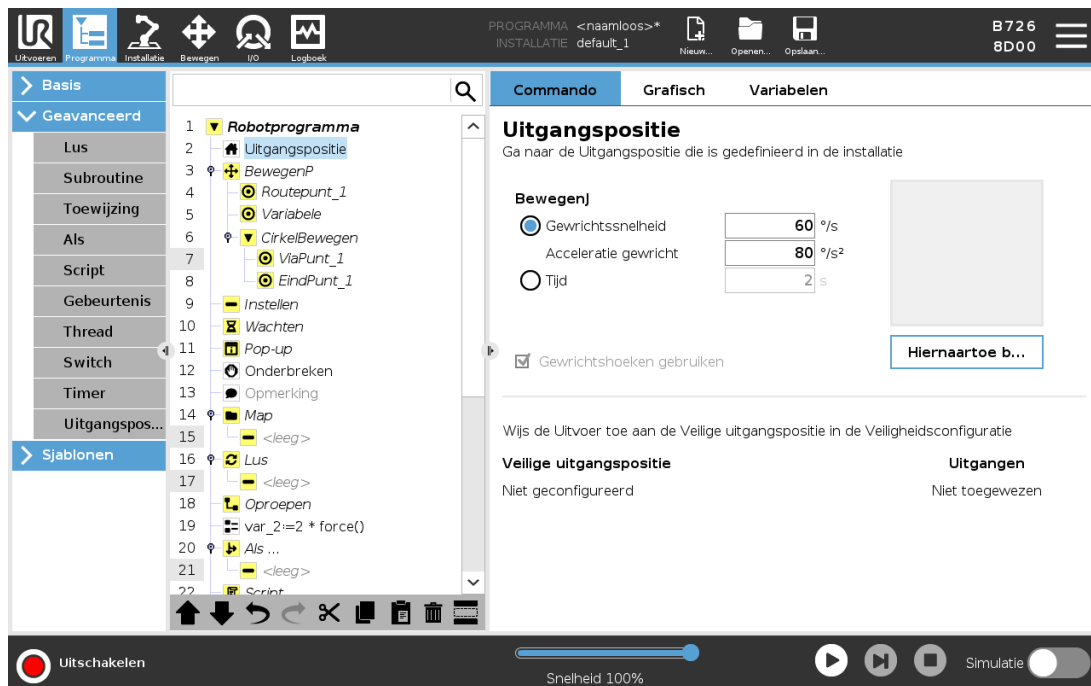 PROGRAMMA <naamloos>*
INSTALLATIE default_1
B726
8D00
Uitvoeren Programma Installatie Bewegen I/O Logboek Nieuw... Openen... Opslaan...
Basis
Geavanceerd
Lus
Subroutine
Toewijzing
Als
Script
Gebeurtenis
Thread
Switch
Timer
Uitgangspos...
Sjablonen
1 Robotprogramma
2 Uitgangspositie
3 BewegenP
4 Routepunt_1
5 Variabele
6 CirkelBewegen
7 ViaPunt_1
8 EindPunt_1
9 Instellen
10 Wachten
11 Pop-up
12 Onderbreken
13 Opmerking
14 Map
15 <leeg>
16 Lus
17 <leeg>
18 Oproepen
19 var_2:=2 * force()
20 Als ...
21 <leeg>
22 Script
Commando Grafisch Variabelen
Uitgangspositie
Ga naar de Uitgangspositie die is gedefinieerd in de installatie
BewegenJ
Gewrichtssnelheid 60 °/s
Acceleratie gewricht 80 °/s²
Tijd 2 s
Gewrichtshoeken gebruiken
Hiernaartoe b...
Wijs de Uitvoer toe aan de Veilige uitgangspositie in de Veiligheidsconfiguratie
Veilige uitgangspositie Uitgangen
Niet geconfigureerd Niet toegewezen
Uitschakelen
Snelheid 100%
Simulatie